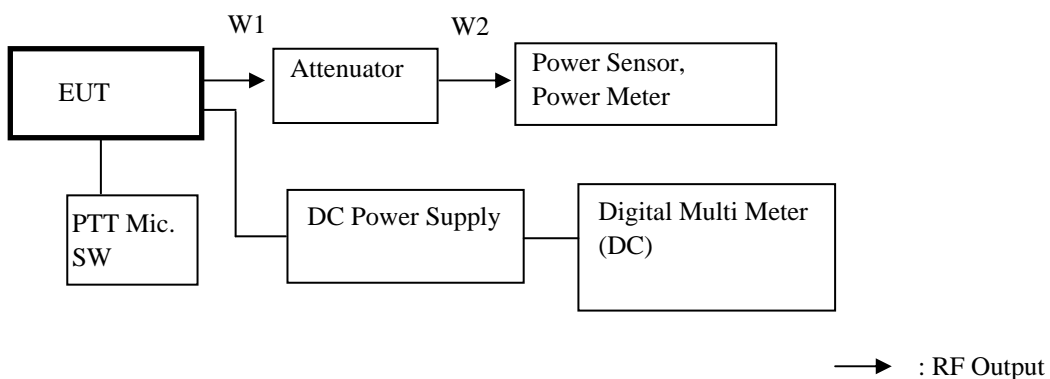 W1
W2
EUT
Attenuator
Power Sensor,
Power Meter
PTT Mic.
SW
DC Power Supply
Digital Multi Meter
(DC)
: RF Output